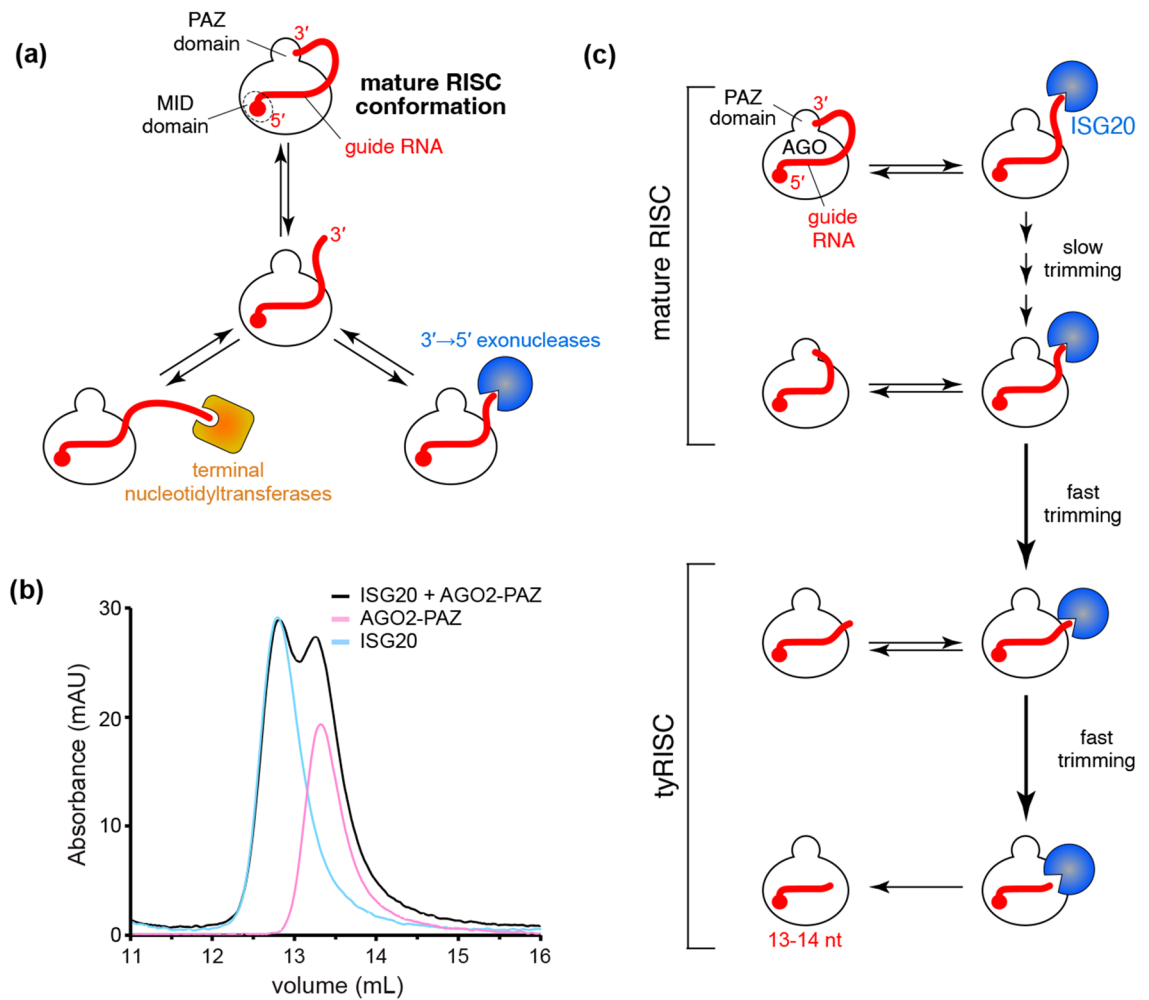 (a)
PAZ
domain
3′
mature RISC
conformation
MID
domain
5′
guide RNA
3′
3′→5′ exonucleases
terminal
nucleotidyltransferases
(b)
ISG20 + AGO2-PAZ
AGO2-PAZ
ISG20
Absorbance (mAU)
30
20
10
0
11 12 13 14 15 16
volume (mL)
(c)
mature RISC
PAZ
domain
3′
AGO
5′
guide
RNA
ISG20
slow
trimming
fast
trimming
tyRISC
fast
trimming
13-14 nt